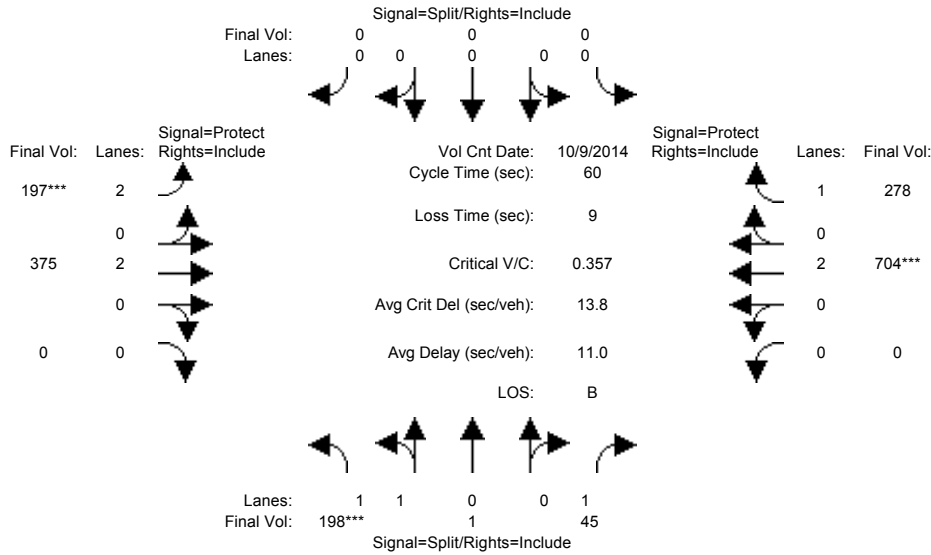 Signal=Split/Rights=Include
Final Vol: 0 0 0
Lanes: 0 0 0 0 0
Signal=Protect Signal=Protect
Final Vol: Lanes: Rights=Include Vol Cnt Date: 10/9/2014 Rights=Include Lanes: Final Vol:
Cycle Time (sec): 60
197*** 2 1 278
Loss Time (sec): 9
0 0
375 2 Critical V/C: 0.357 2 704***
0 Avg Crit Del (sec/veh): 13.8 0
0 0 Avg Delay (sec/veh): 11.0 0 0
LOS: B
Lanes: 1 1 0 0 1
Final Vol: 198*** 1 45
Signal=Split/Rights=Include